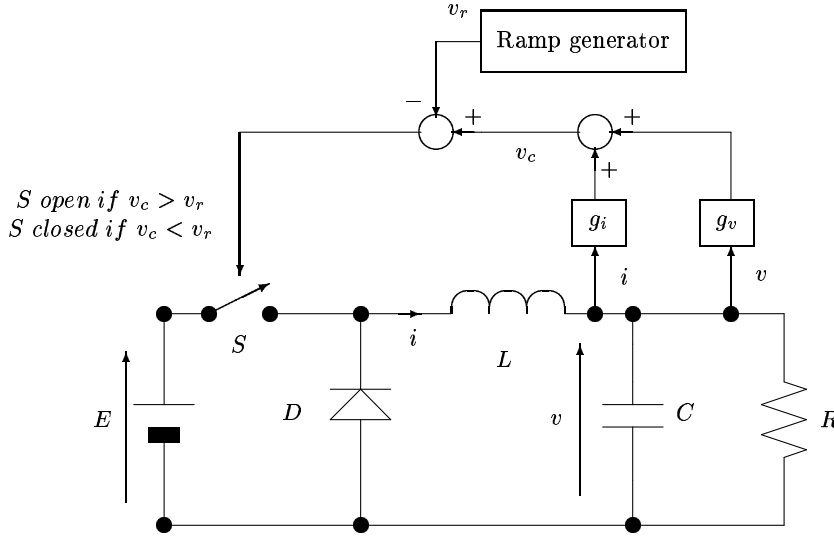 v_r
Ramp generator
−
+
+
v_c
+
S open if v_c > v_r
S closed if v_c < v_r
g_i
g_v
i
v
S
i
L
E
D
v
C
R